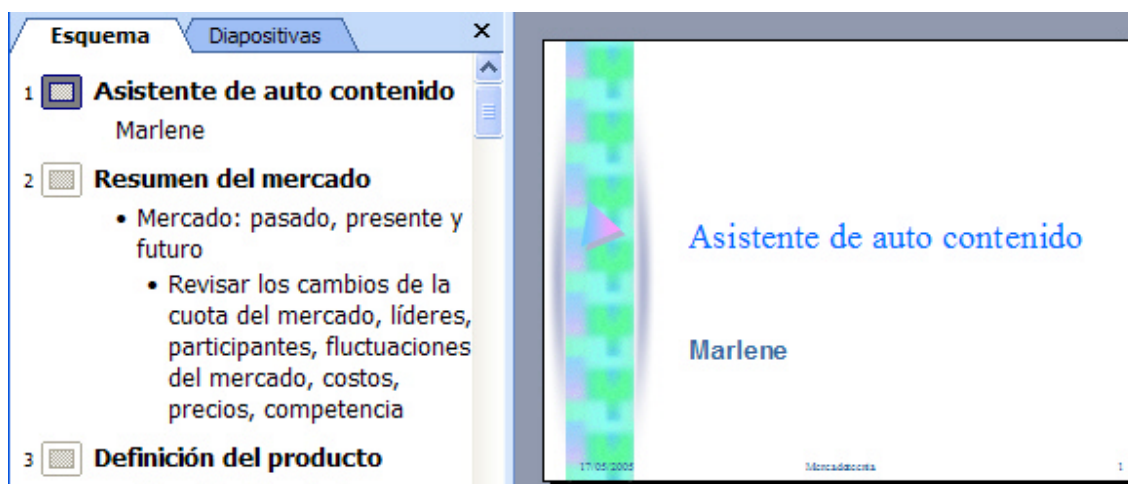 Esquema
Diapositivas
1 Asistente de auto contenido
Marlene
2 Resumen del mercado
• Mercado: pasado, presente y
futuro
• Revisar los cambios de la
cuota del mercado, líderes,
participantes, fluctuaciones
del mercado, costos,
precios, competencia
3 Definición del producto
Asistente de auto contenido
Marlene
17/05/2005
Mercadotecnia
1